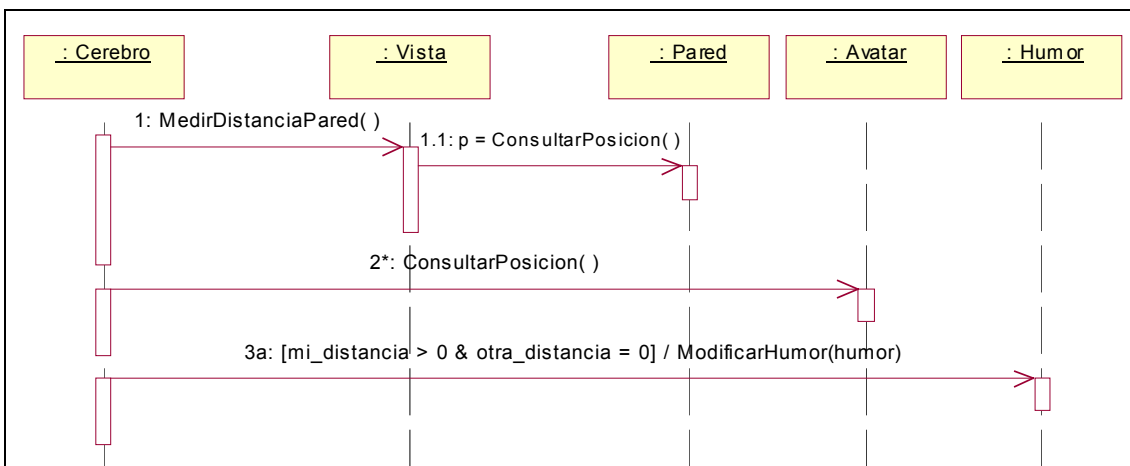 : Cerebro
: Vista
: Pared
: Avatar
: Humor
1: MedirDistanciaPared( )
1.1: p = ConsultarPosicion( )
2*: ConsultarPosicion( )
3a: [mi_distancia > 0 & otra_distancia = 0] / ModificarHumor(humor)